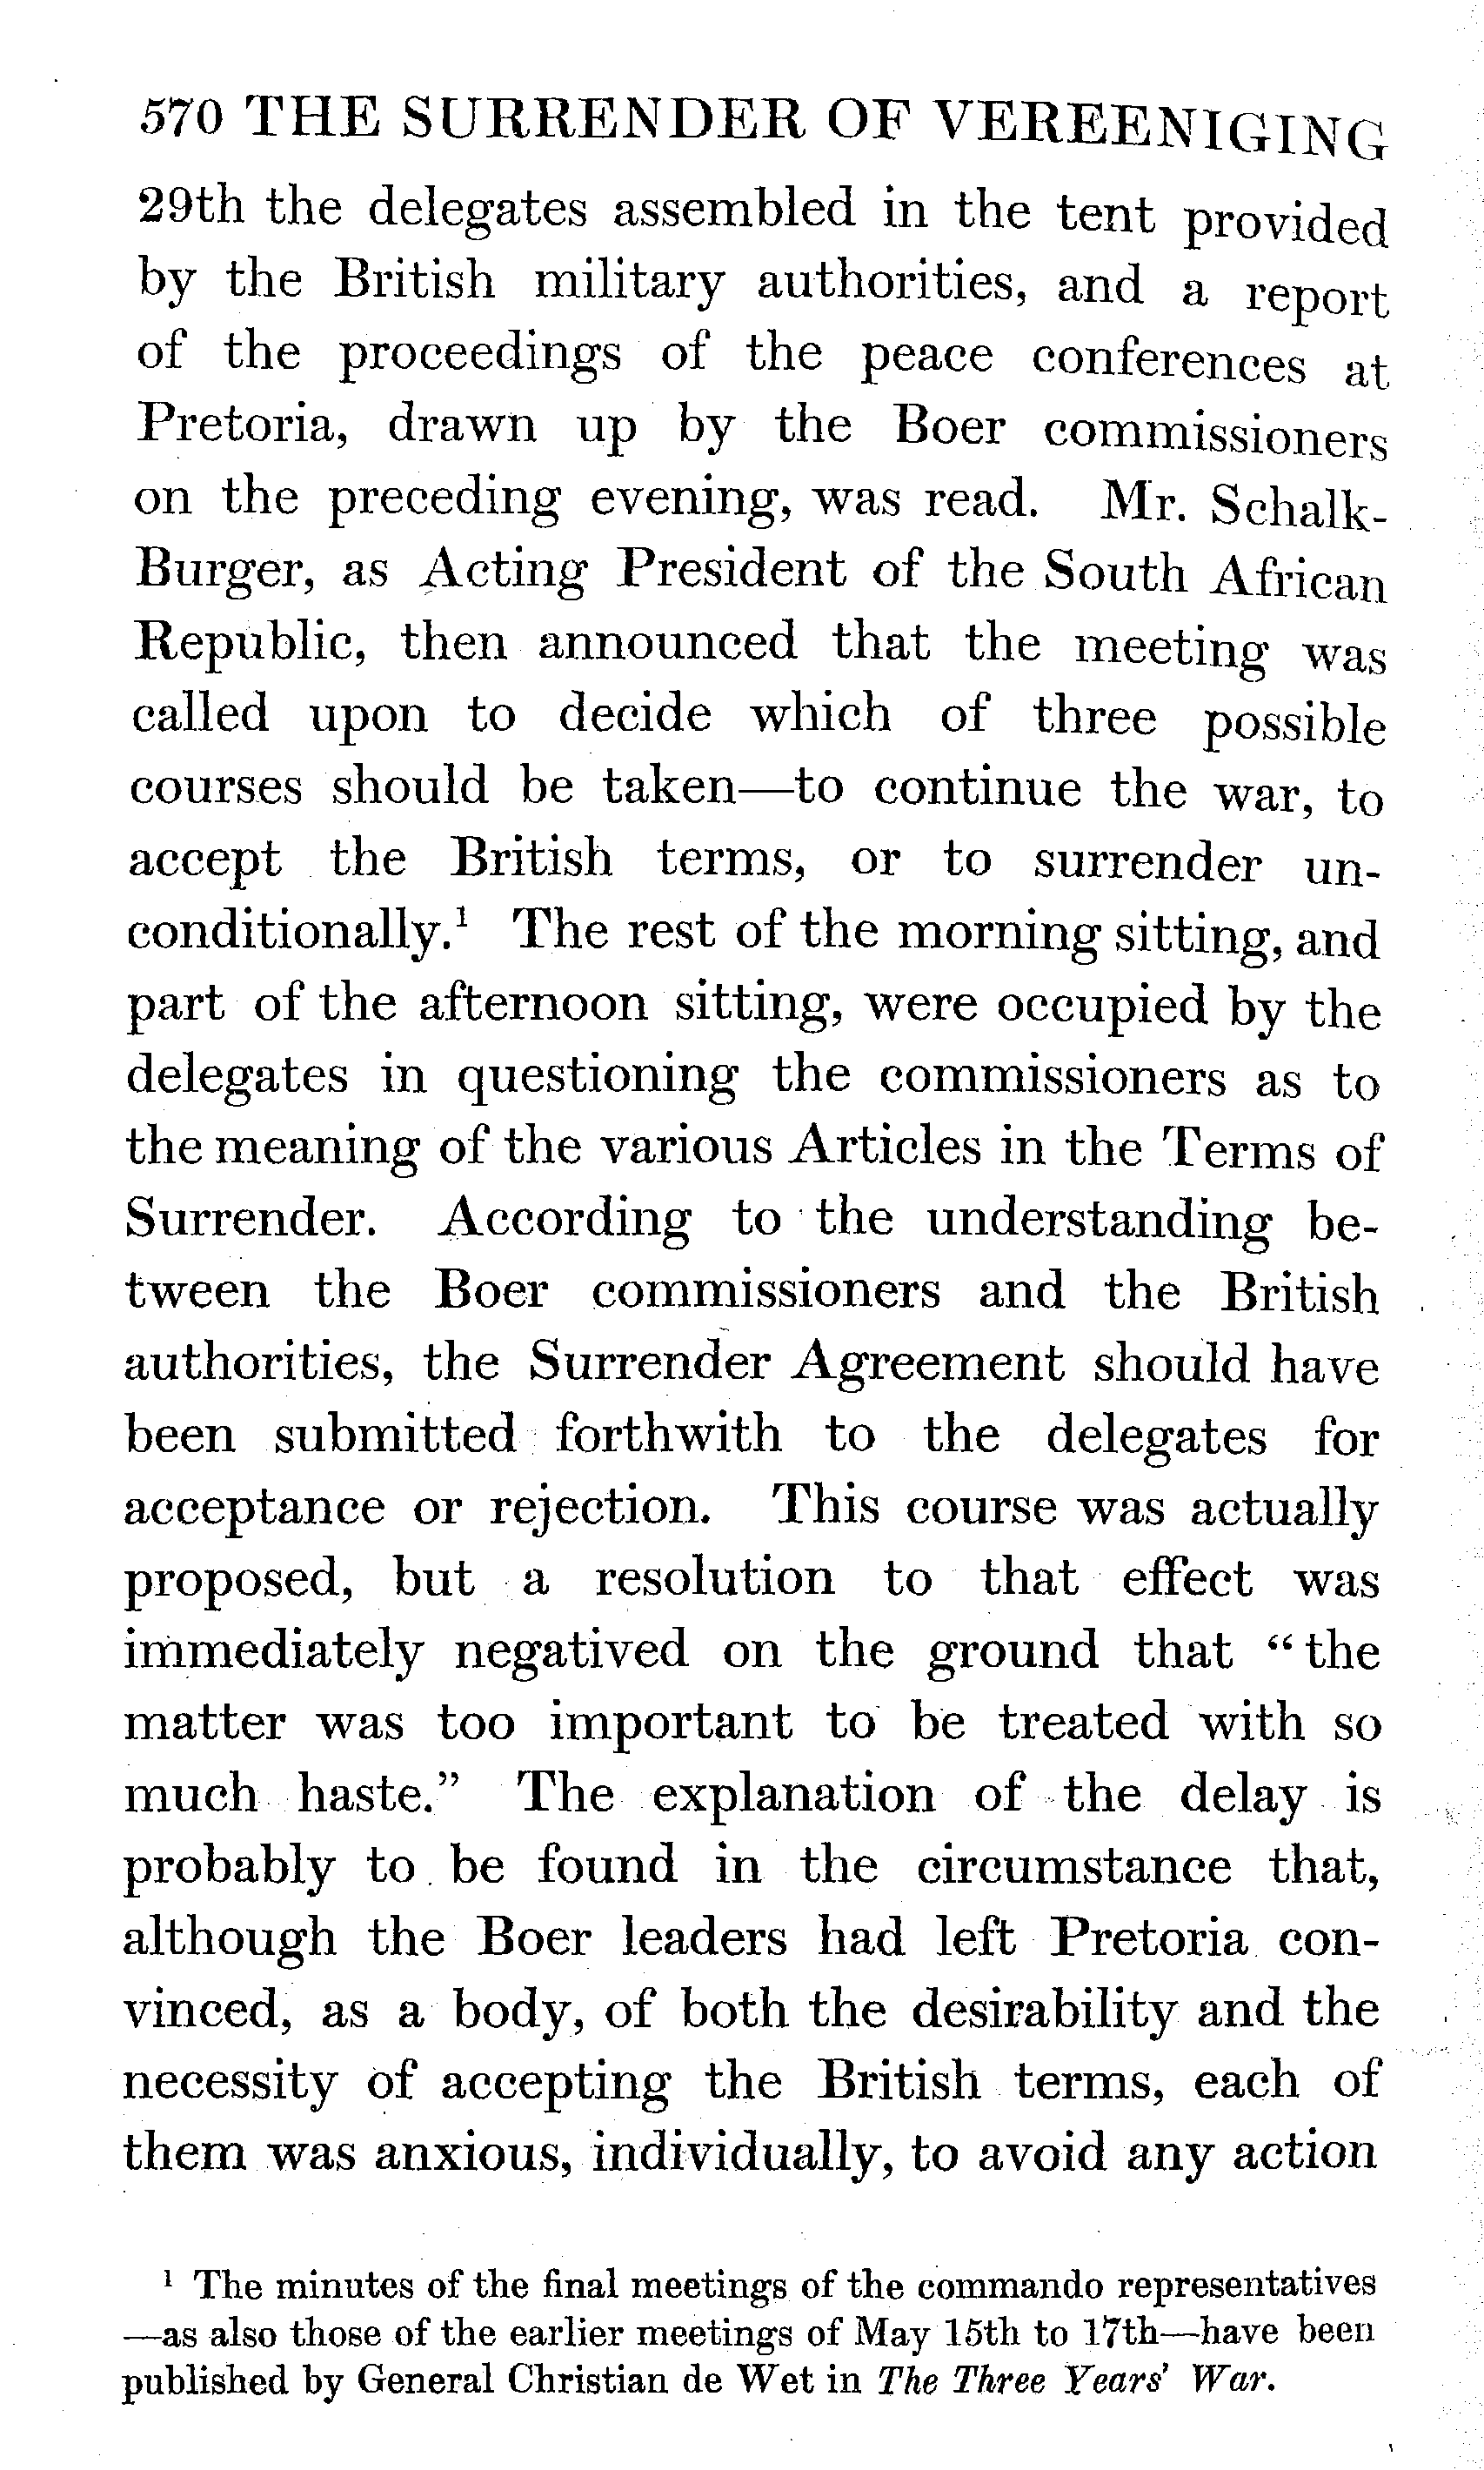 570 THE SURRENDER OF VEREENIGING
29th the delegates assembled in the tent provided
by the British military authorities, and a report
of the proceedings of the peace conferences at
Pretoria, drawn up by the Boer commissioners
on the preceding evening, was read. Mr. Schalk-
Burger, as Acting President of the South African
Republic, then announced that the meeting was
called upon to decide which of three possible
courses should be taken—to continue the war, to
accept the British terms, or to surrender un-
conditionally.¹ The rest of the morning sitting, and
part of the afternoon sitting, were occupied by the
delegates in questioning the commissioners as to
the meaning of the various Articles in the Terms of
Surrender. According to the understanding be-
tween the Boer commissioners and the British
authorities, the Surrender Agreement should have
been submitted forthwith to the delegates for
acceptance or rejection. This course was actually
proposed, but a resolution to that effect was
immediately negatived on the ground that “the
matter was too important to be treated with so
much haste.” The explanation of the delay is
probably to be found in the circumstance that,
although the Boer leaders had left Pretoria con-
vinced, as a body, of both the desirability and the
necessity of accepting the British terms, each of
them was anxious, individually, to avoid any action
¹ The minutes of the final meetings of the commando representatives
—as also those of the earlier meetings of May 15th to 17th—have been
published by General Christian de Wet in The Three Years’ War.